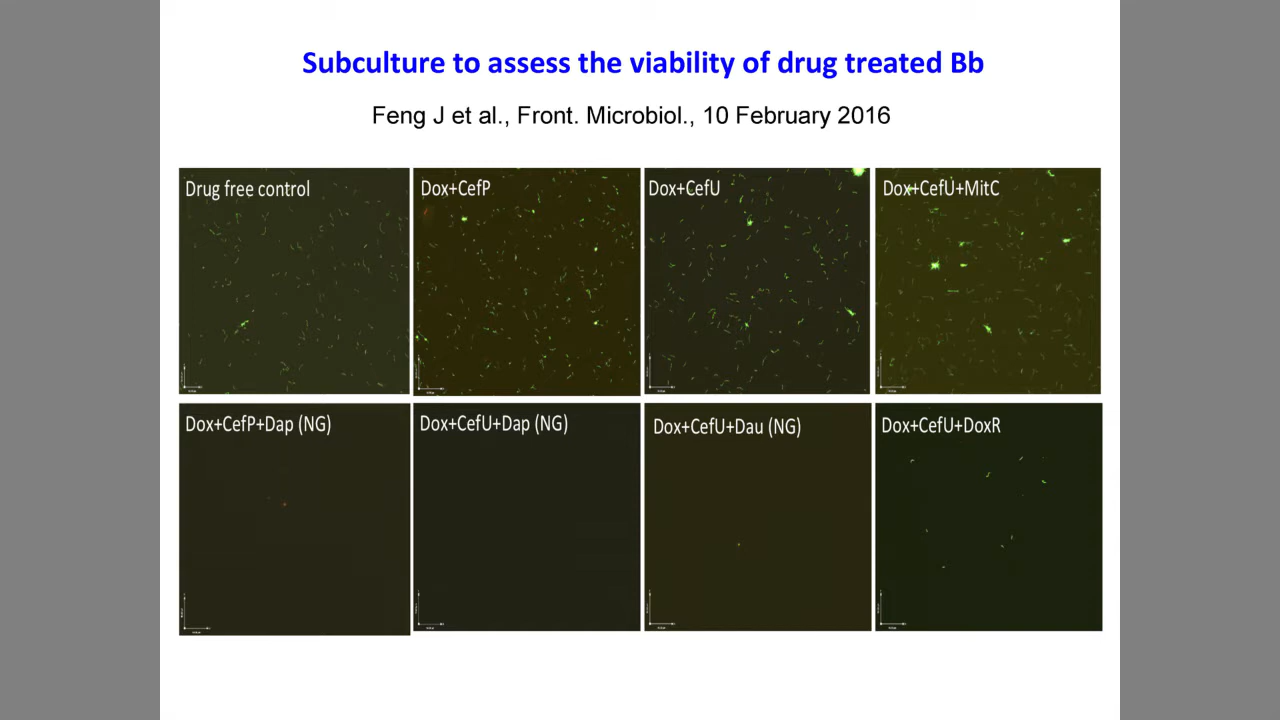 Subculture to assess the viability of drug treated Bb
Feng J et al., Front. Microbiol., 10 February 2016
Drug free control
Dox+CefP
Dox+CefU
Dox+CefU+MitC
Dox+CefP+Dap (NG)
Dox+CefU+Dap (NG)
Dox+CefU+Dau (NG)
Dox+CefU+DoxR